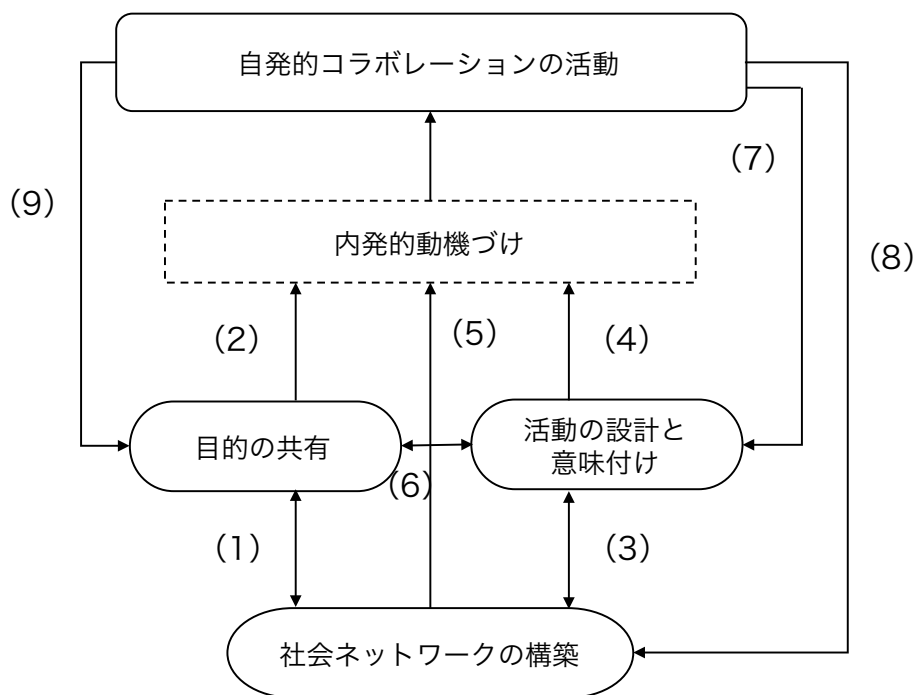 自発的コラボレーションの活動
(7)
(9)
内発的動機づけ
(8)
(2)
(5)
(4)
目的の共有
活動の設計と
意味付け
(6)
(1)
(3)
社会ネットワークの構築